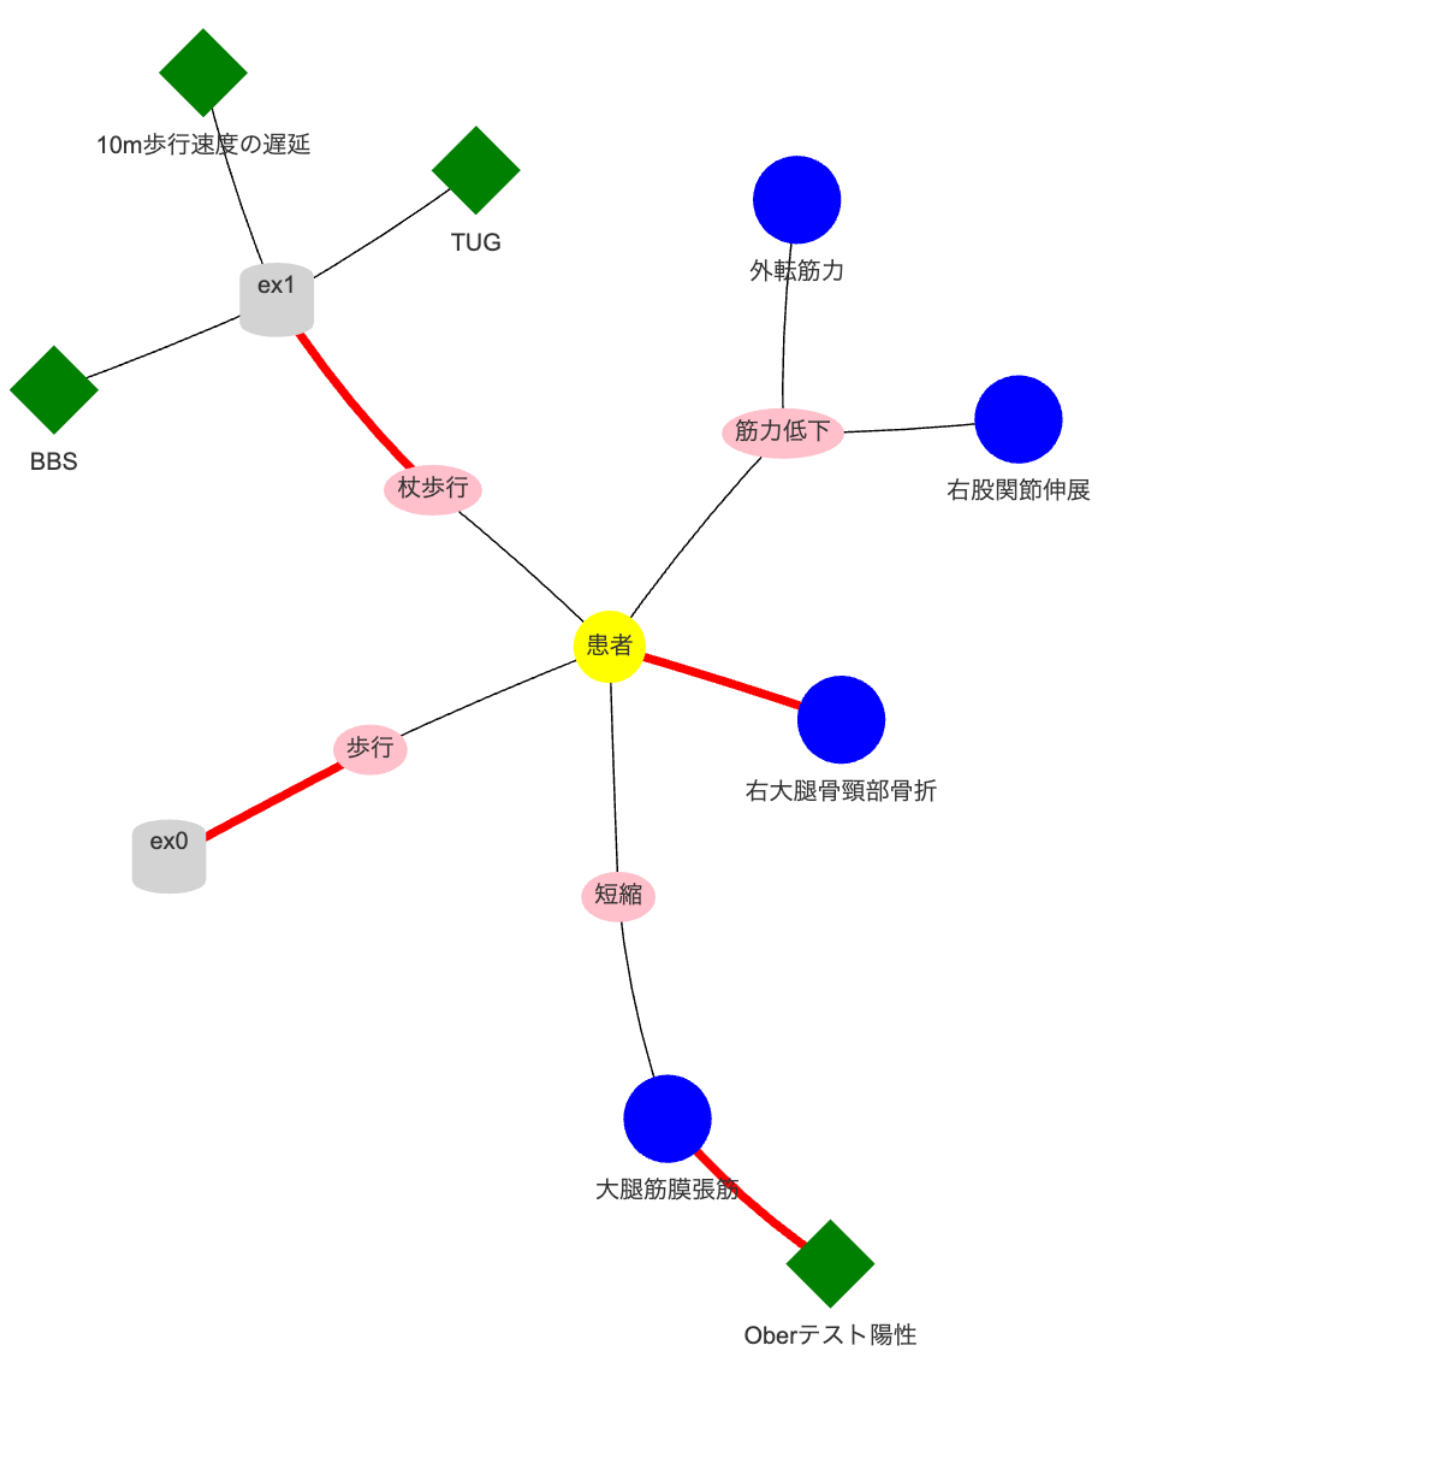 10m歩行速度の遅延
TUG
外転筋力
ex1
筋力低下
BBS
杖歩行
右股関節伸展
患者
歩行
右大腿骨頸部骨折
ex0
短縮
大腿筋膜張筋
Oberテスト陽性